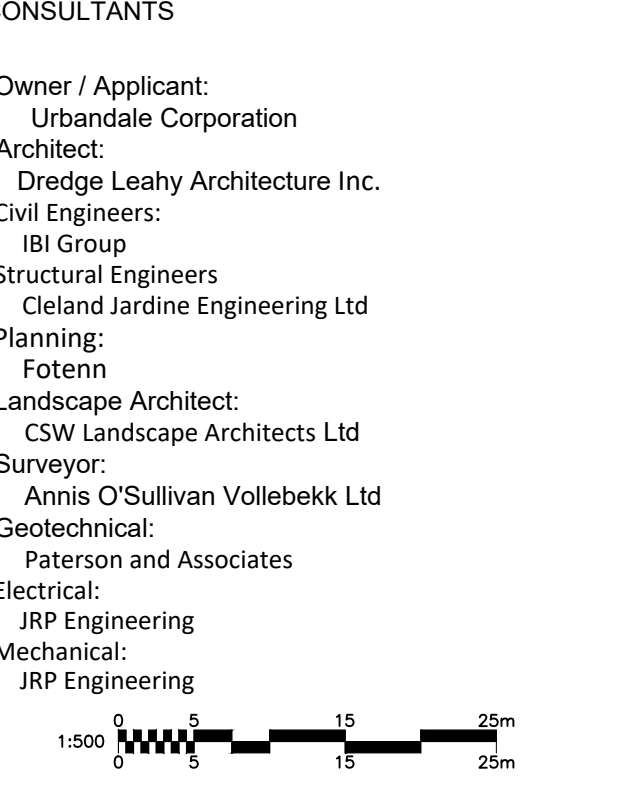 CONSULTANTS
Owner / Applicant:
Urbandale Corporation
Architect:
Dredge Leahy Architecture Inc.
Civil Engineers:
IBI Group
Structural Engineers
Cleland Jardine Engineering Ltd
Planning:
Fotenn
Landscape Architect:
CSW Landscape Architects Ltd
Surveyor:
Annis O'Sullivan Vollebekk Ltd
Geotechnical:
Paterson and Associates
Electrical:
JRP Engineering
Mechanical:
JRP Engineering
0 5 15 25m
1:500
0 5 15 25m